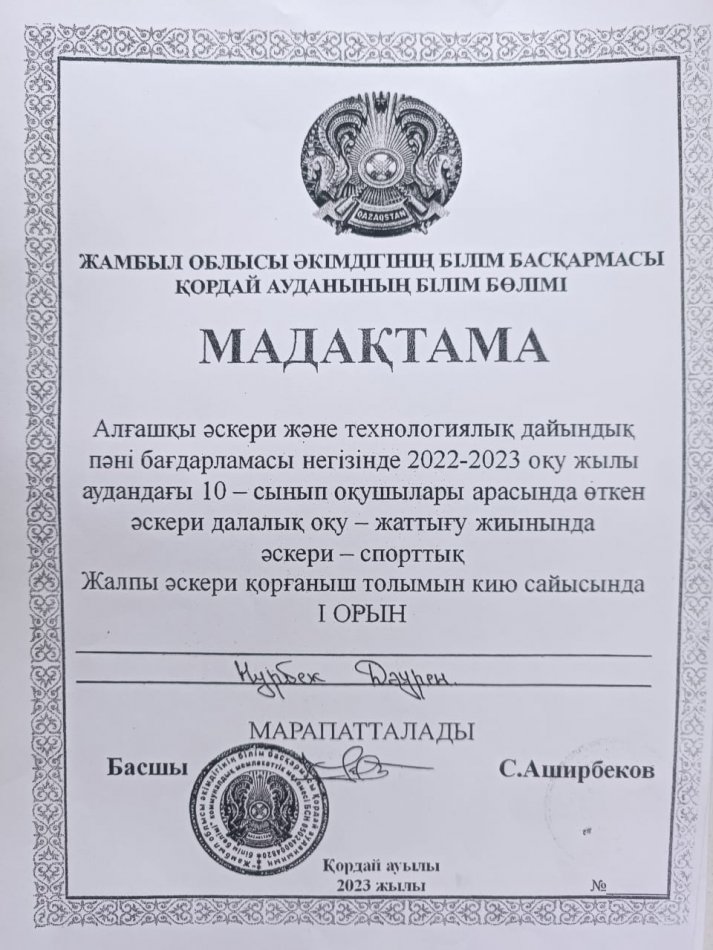 QAZAQSTAN
ЖАМБЫЛ ОБЛЫСЫ ӘКІМДІГІНІҢ БІЛІМ БАСҚАРМАСЫ
ҚОРДАЙ АУДАНЫНЫҢ БІЛІМ БӨЛІМІ
МАДАҚТАМА
Алғашқы әскери және технологиялық дайындық
пәні бағдарламасы негізінде 2022-2023 оқу жылы
аудандағы 10 – сынып оқушылары арасында өткен
әскери далалық оқу – жаттығу жиынында
әскери – спорттық
Жалпы әскери қорғаныш толымын кию сайысында
І ОРЫН
Нұрбек Дәурен.
МАРАПАТТАЛАДЫ
Басшы
С.Аширбеков
Қордай ауылы
2023 жылы
№